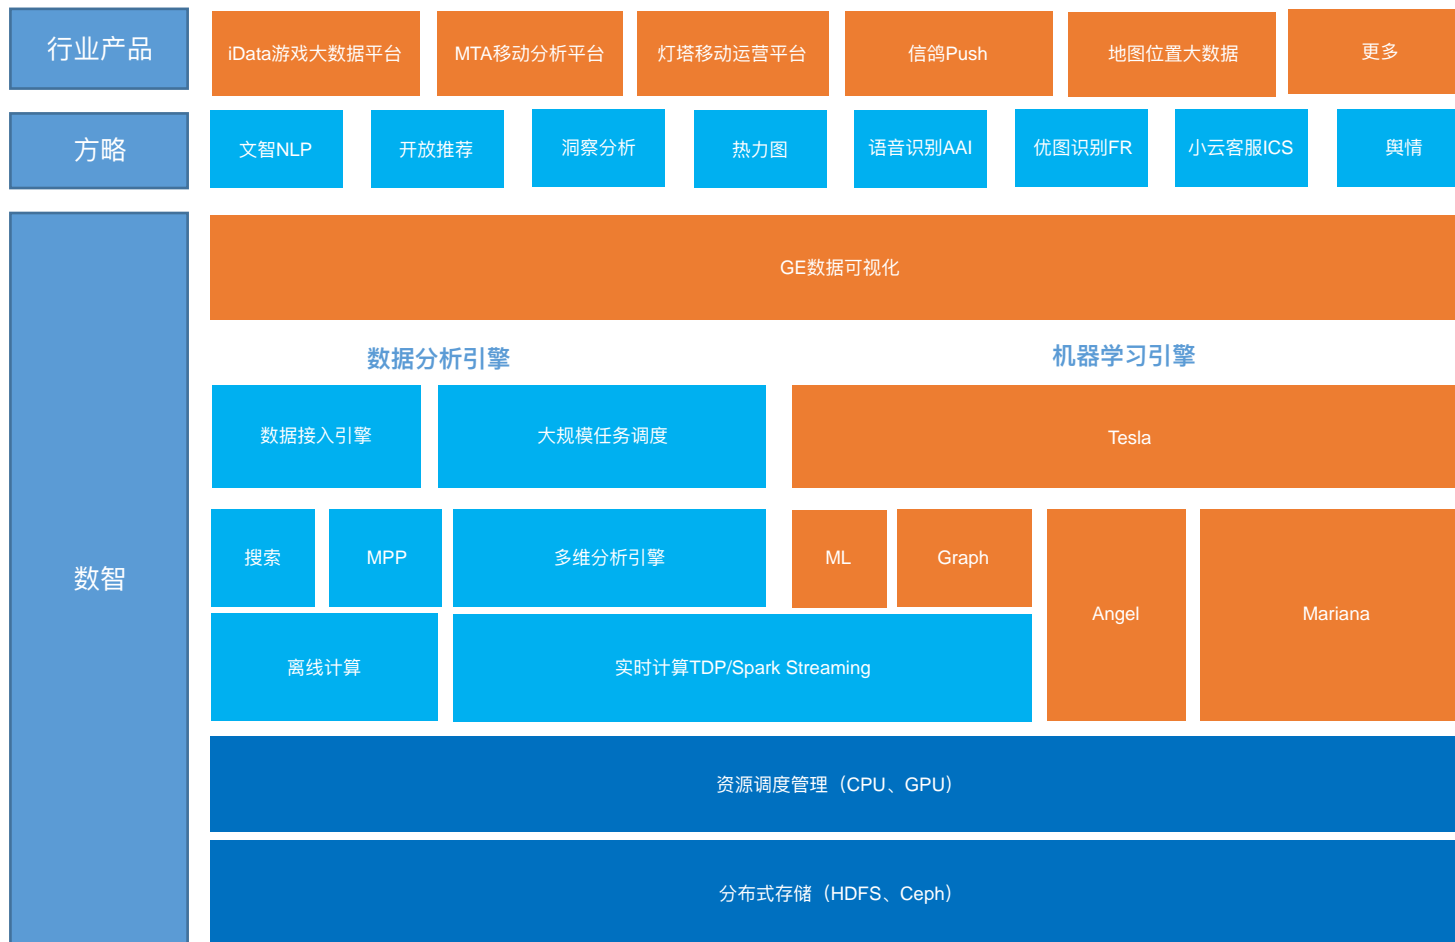 行业产品
iData游戏大数据平台
MTA移动分析平台
灯塔移动运营平台
信鸽Push
地图位置大数据
更多
方略
文智NLP
开放推荐
洞察分析
热力图
语音识别AAI
优图识别FR
小云客服ICS
舆情
数智
GE数据可视化
数据分析引擎
机器学习引擎
数据接入引擎
大规模任务调度
Tesla
搜索
MPP
多维分析引擎
ML
Graph
Angel
Mariana
离线计算
实时计算TDP/Spark Streaming
资源调度管理（CPU、GPU）
分布式存储（HDFS、Ceph）